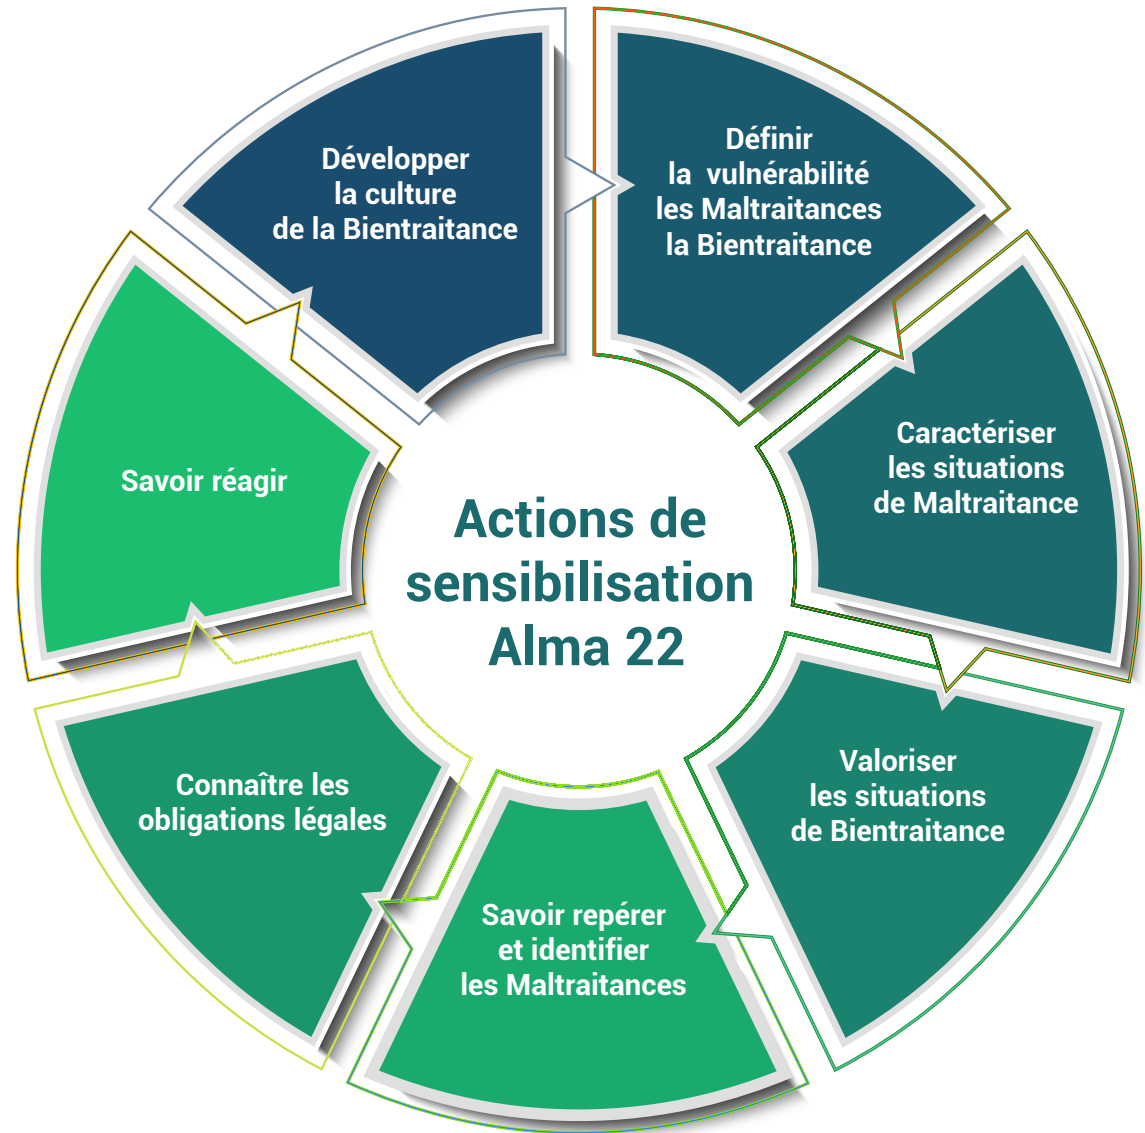 Développer
la culture
de la Bientraitance
Définir
la vulnérabilité
les Maltraitances
la Bientraitance
Caractériser
les situations
de Maltraitance
Valoriser
les situations
de Bientraitance
Savoir repérer
et identifier
les Maltraitances
Connaître les
obligations légales
Savoir réagir
Actions de
sensibilisation
Alma 22